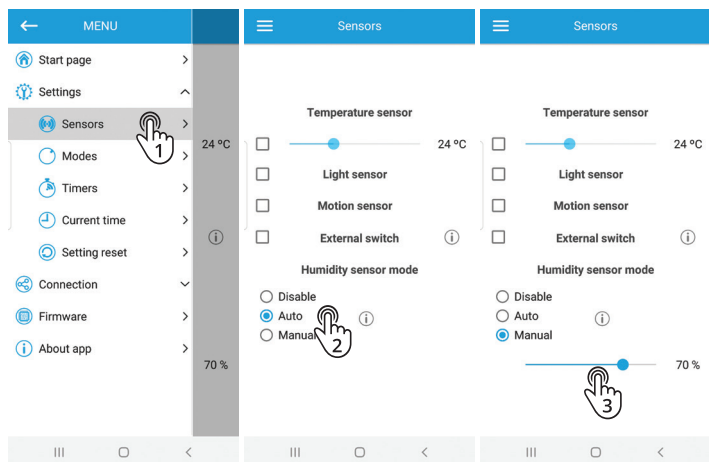 MENU
Start page
Settings
Sensors
1
Modes
Timers
Current time
Setting reset
Connection
Firmware
About app
24 ºC
70 %
Sensors
Temperature sensor
24 ºC
Light sensor
Motion sensor
External switch
Humidity sensor mode
Disable
Auto
Manual
2
Sensors
Temperature sensor
24 ºC
Light sensor
Motion sensor
External switch
Humidity sensor mode
Disable
Auto
Manual
70 %
3